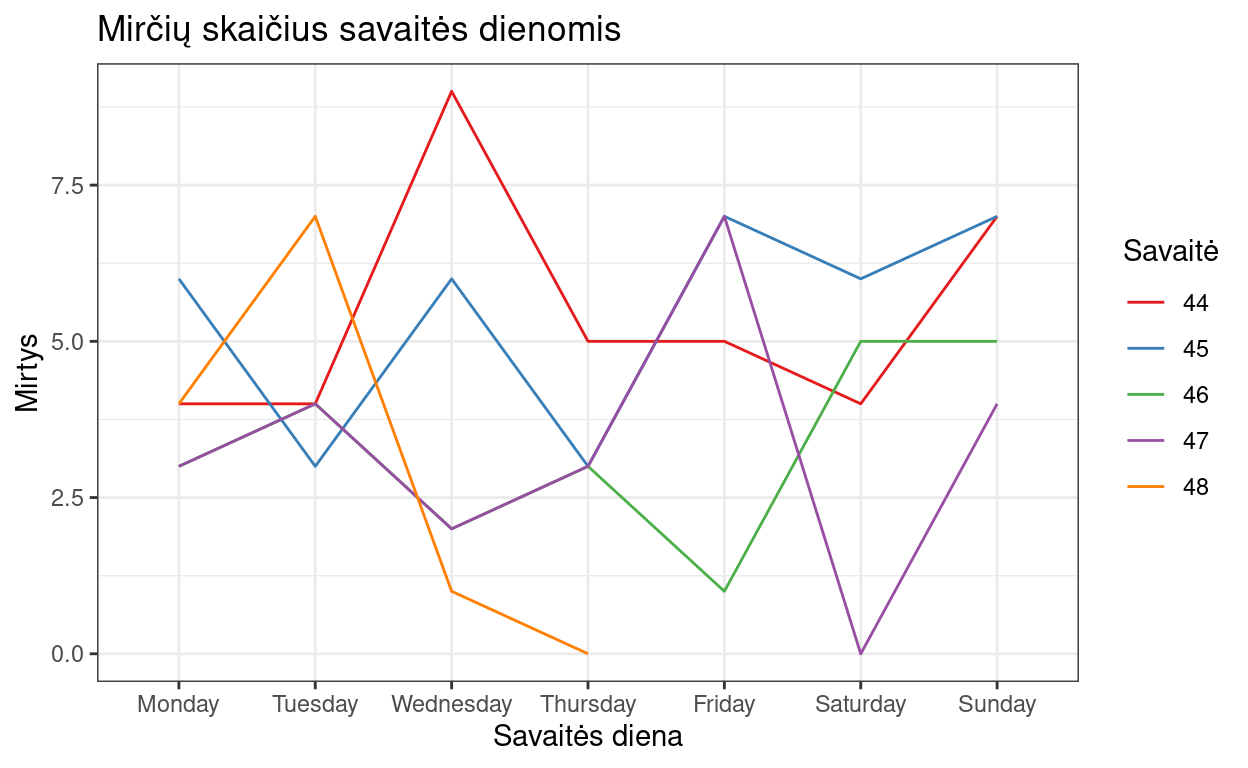 Mirčių skaičius savaitės dienomis
Mirtys
7.5
5.0
2.5
0.0
Monday Tuesday Wednesday Thursday Friday Saturday Sunday
Savaitės diena
Savaitė
44
45
46
47
48